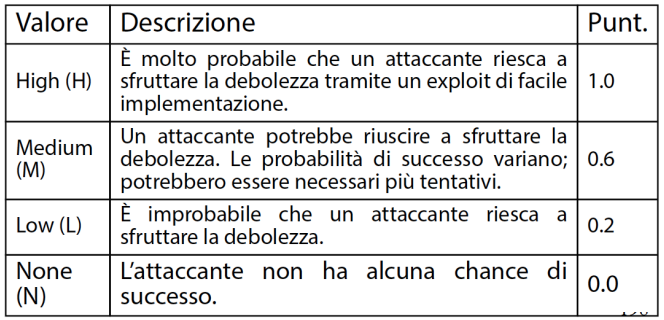 Valore Descrizione Punt.
È molto probabile che un attaccante riesca a
High (H) sfruttare la debolezza tramite un exploit di facile 1.0
implementazione.
Medium Un attaccante potrebbe riuscire a sfruttare la
(M) debolezza. Le probabilità di successo variano; 0.6
potrebbero essere necessari più tentativi.
Low (L) È improbabile che un attaccante riesca a 0.2
sfruttare la debolezza.
None L’attaccante non ha alcuna chance di 0.0
(N) successo.